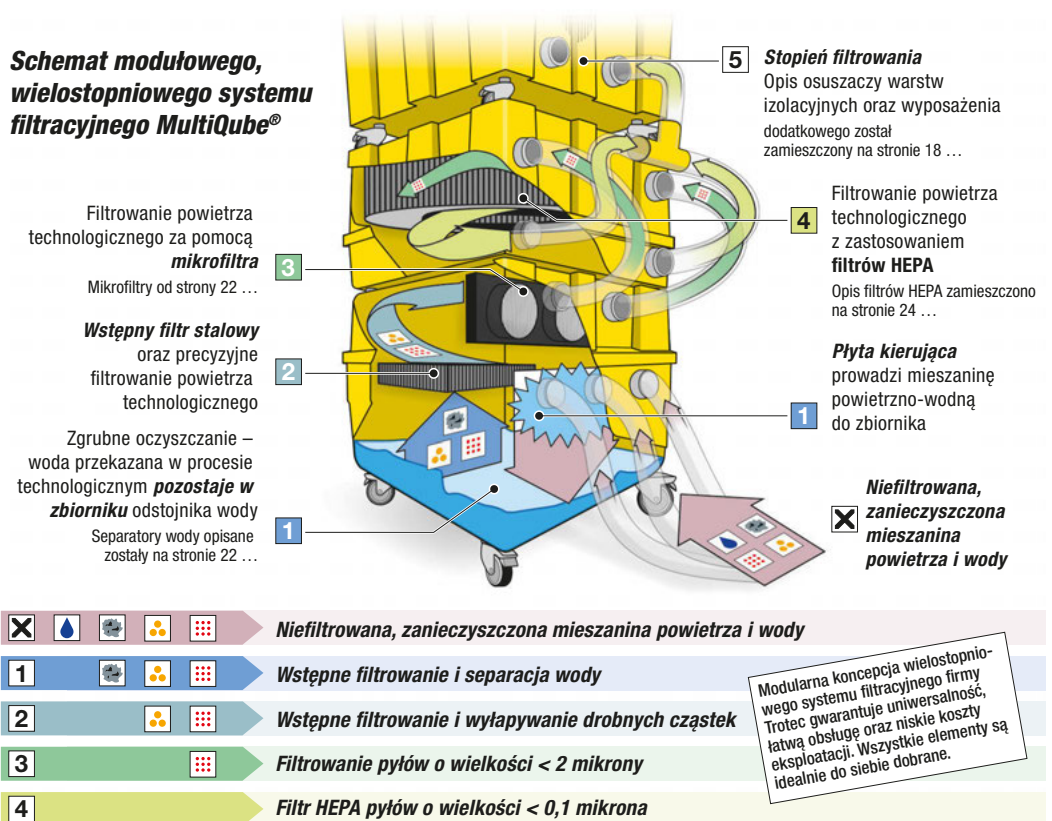 Schemat modułowego,
wielostopniowego systemu
filtracyjnego MultiQube®
5 Stopień filtrowania
Opis osuszaczy warstw
izolacyjnych oraz wyposażenia
dodatkowego został
zamieszczony na stronie 18 …
Filtrowanie powietrza
technologicznego za pomocą
mikrofiltra
Mikrofiltry od strony 22 …
3
4
Filtrowanie powietrza
technologicznego
z zastosowaniem
filtrów HEPA
Opis filtrów HEPA zamieszczono
na stronie 24 …
Wstępny filtr stalowy
oraz precyzyjne
filtrowanie powietrza
technologicznego
2
1
Płyta kierująca
prowadzi mieszaninę
powietrzno-wodną
do zbiornika
Zgrubne oczyszczanie –
woda przekazana w procesie
technologicznym pozostaje w
zbiorniku odstojnika wody
Separatory wody opisane
zostały na stronie 22 …
1
X
Niefiltrowana,
zanieczyszczona
mieszanina
powietrza i wody
X Niefiltrowana, zanieczyszczona mieszanina powietrza i wody
1 Wstępne filtrowanie i separacja wody
2 Wstępne filtrowanie i wyłapywanie drobnych cząstek
3 Filtrowanie pyłów o wielkości < 2 mikrony
4 Filtr HEPA pyłów o wielkości < 0,1 mikrona
Modularna koncepcja wielostopnio-
wego systemu filtracyjnego firmy
Trotec gwarantuje uniwersalność,
łatwą obsługę oraz niskie koszty
eksploatacji. Wszystkie elementy są
idealnie do siebie dobrane.